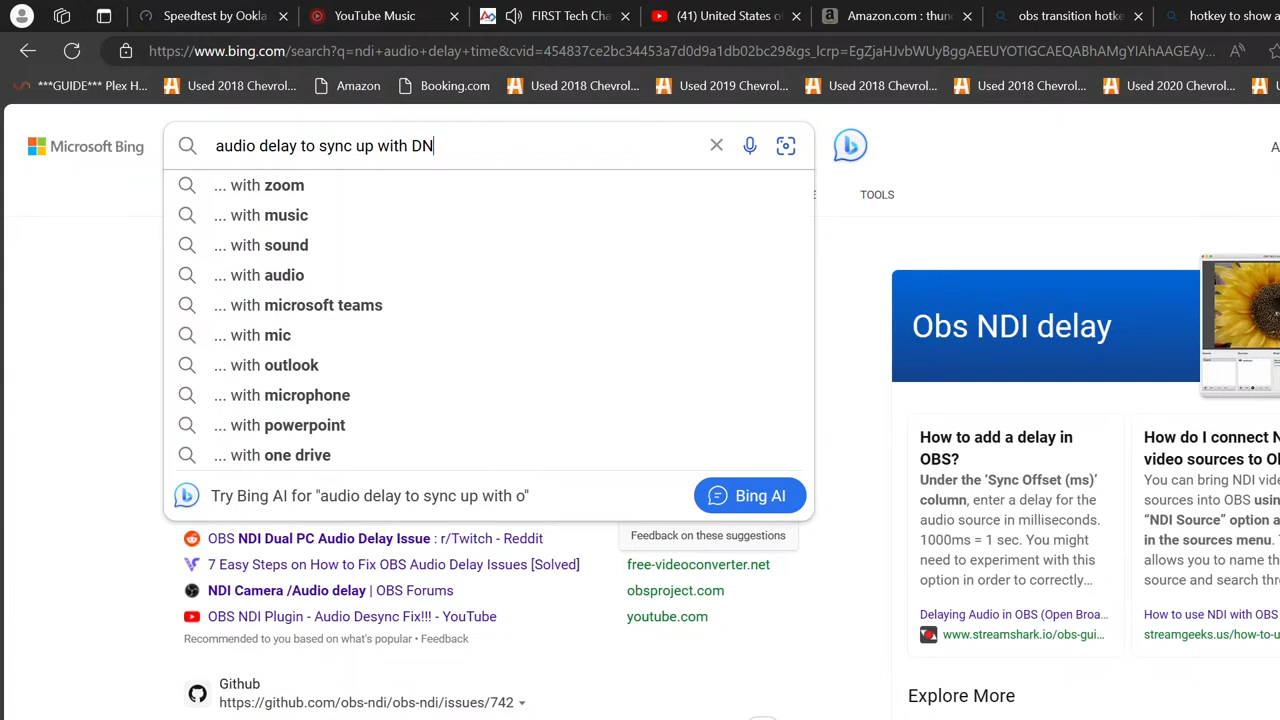 Speedtest by Ookla
YouTube Music
FIRST Tech Cha
(41) United States o
Amazon.com : thun
obs transition hotke
hotkey to show a
https://www.bing.com/search?q=ndi+audio+delay+time&cvid=454837ce2bc34453a7d0d9a1db02bc29&gs_lcrp=EgZjaHJvbWUyBggAEEUYOTIGCAEQABhAMgYIAhAAGEAy...
***GUIDE*** Plex H...
Used 2018 Chevrol...
Amazon
Booking.com
Used 2018 Chevrol...
Used 2019 Chevrol...
Used 2018 Chevrol...
Used 2018 Chevrol...
Used 2020 Chevrol...
Microsoft Bing
audio delay to sync up with DN
TOOLS
... with zoom
... with music
... with sound
... with audio
... with microsoft teams
... with mic
... with outlook
... with microphone
... with powerpoint
... with one drive
Try Bing AI for "audio delay to sync up with o"
Bing AI
Feedback on these suggestions
OBS NDI Dual PC Audio Delay Issue : r/Twitch - Reddit
7 Easy Steps on How to Fix OBS Audio Delay Issues [Solved]
free-videoconverter.net
NDI Camera /Audio delay | OBS Forums
obsproject.com
OBS NDI Plugin - Audio Desync Fix!!! - YouTube
youtube.com
Recommended to you based on what's popular • Feedback
Github
https://github.com/obs-ndi/obs-ndi/issues/742
Obs NDI delay
How to add a delay in
OBS?
Under the ‘Sync Offset (ms)’
column, enter a delay for the
audio source in milliseconds.
1000ms = 1 sec. You might
need to experiment with this
option in order to correctly...
Delaying Audio in OBS (Open Broa...
www.streamshark.io/obs-gui...
How do I connect N
video sources to O
You can bring NDI vide
sources into OBS using
“NDI Source” option a
in the sources menu.
allows you to name th
source and search thr
How to use NDI with OBS
streamgeeks.us/how-to-u
Explore More